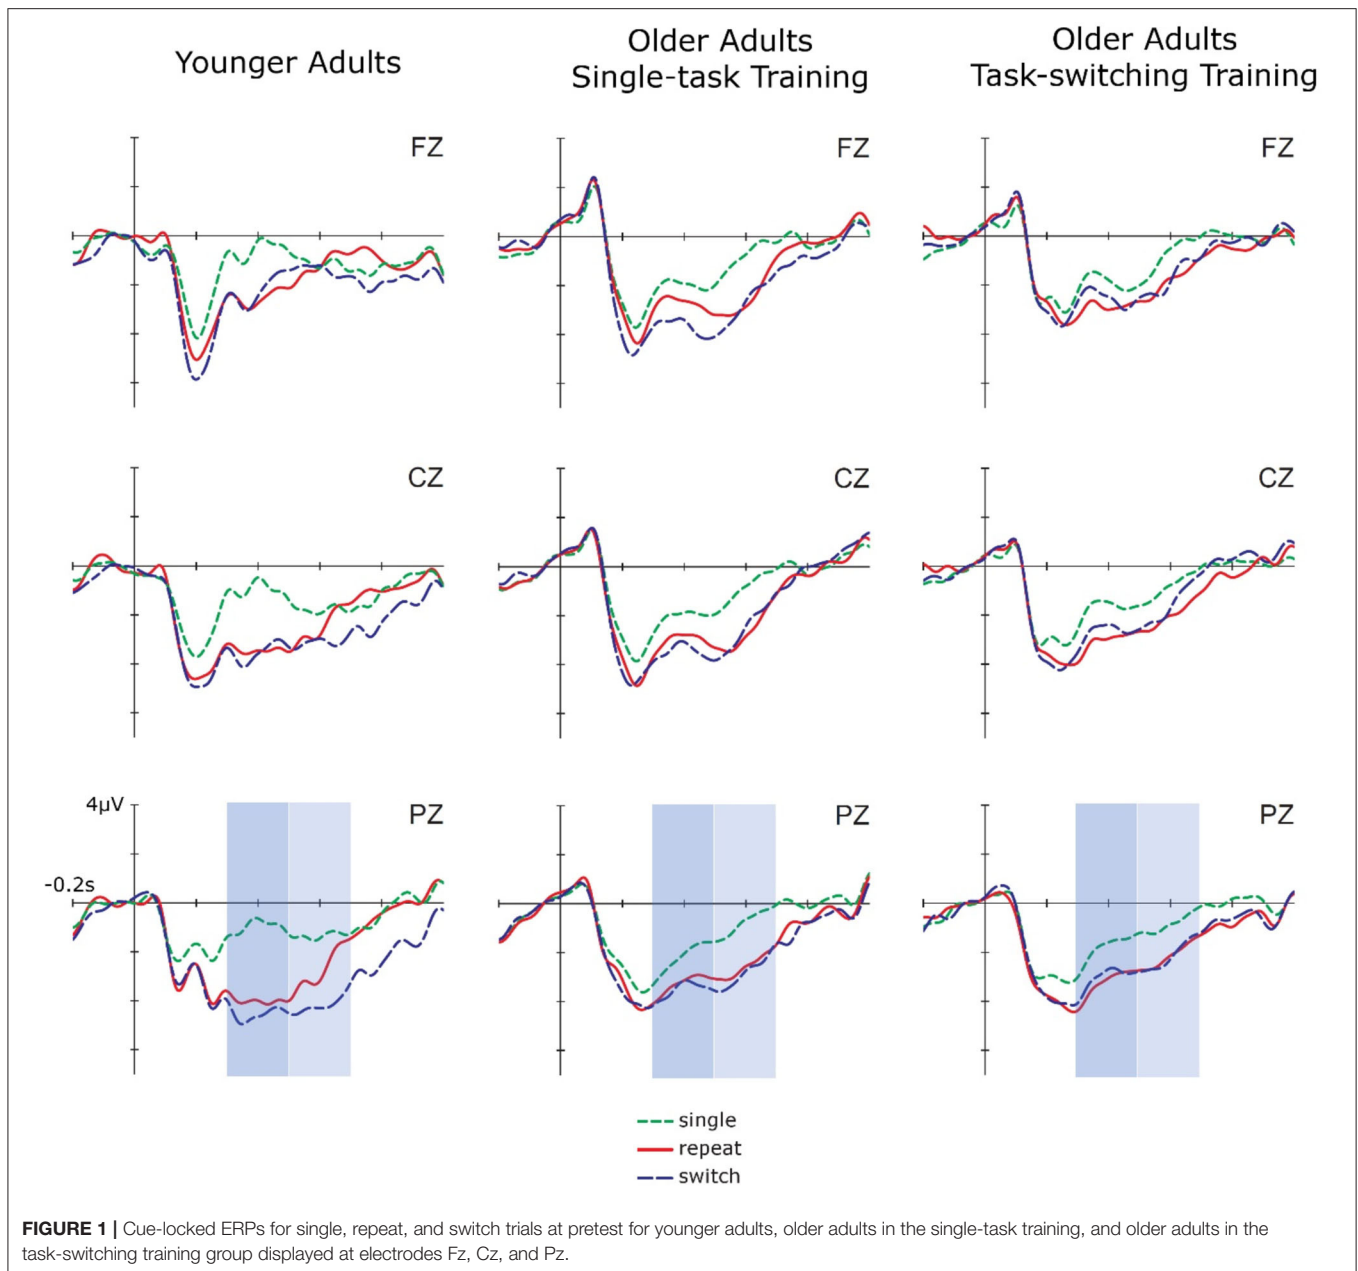 Younger Adults
Older Adults
Single-task Training
Older Adults
Task-switching Training
FZ
FZ
FZ
CZ
CZ
CZ
4µV
PZ
PZ
PZ
-0.2s
single
repeat
switch
FIGURE 1 | Cue-locked ERPs for single, repeat, and switch trials at pretest for younger adults, older adults in the single-task training, and older adults in the
task-switching training group displayed at electrodes Fz, Cz, and Pz.